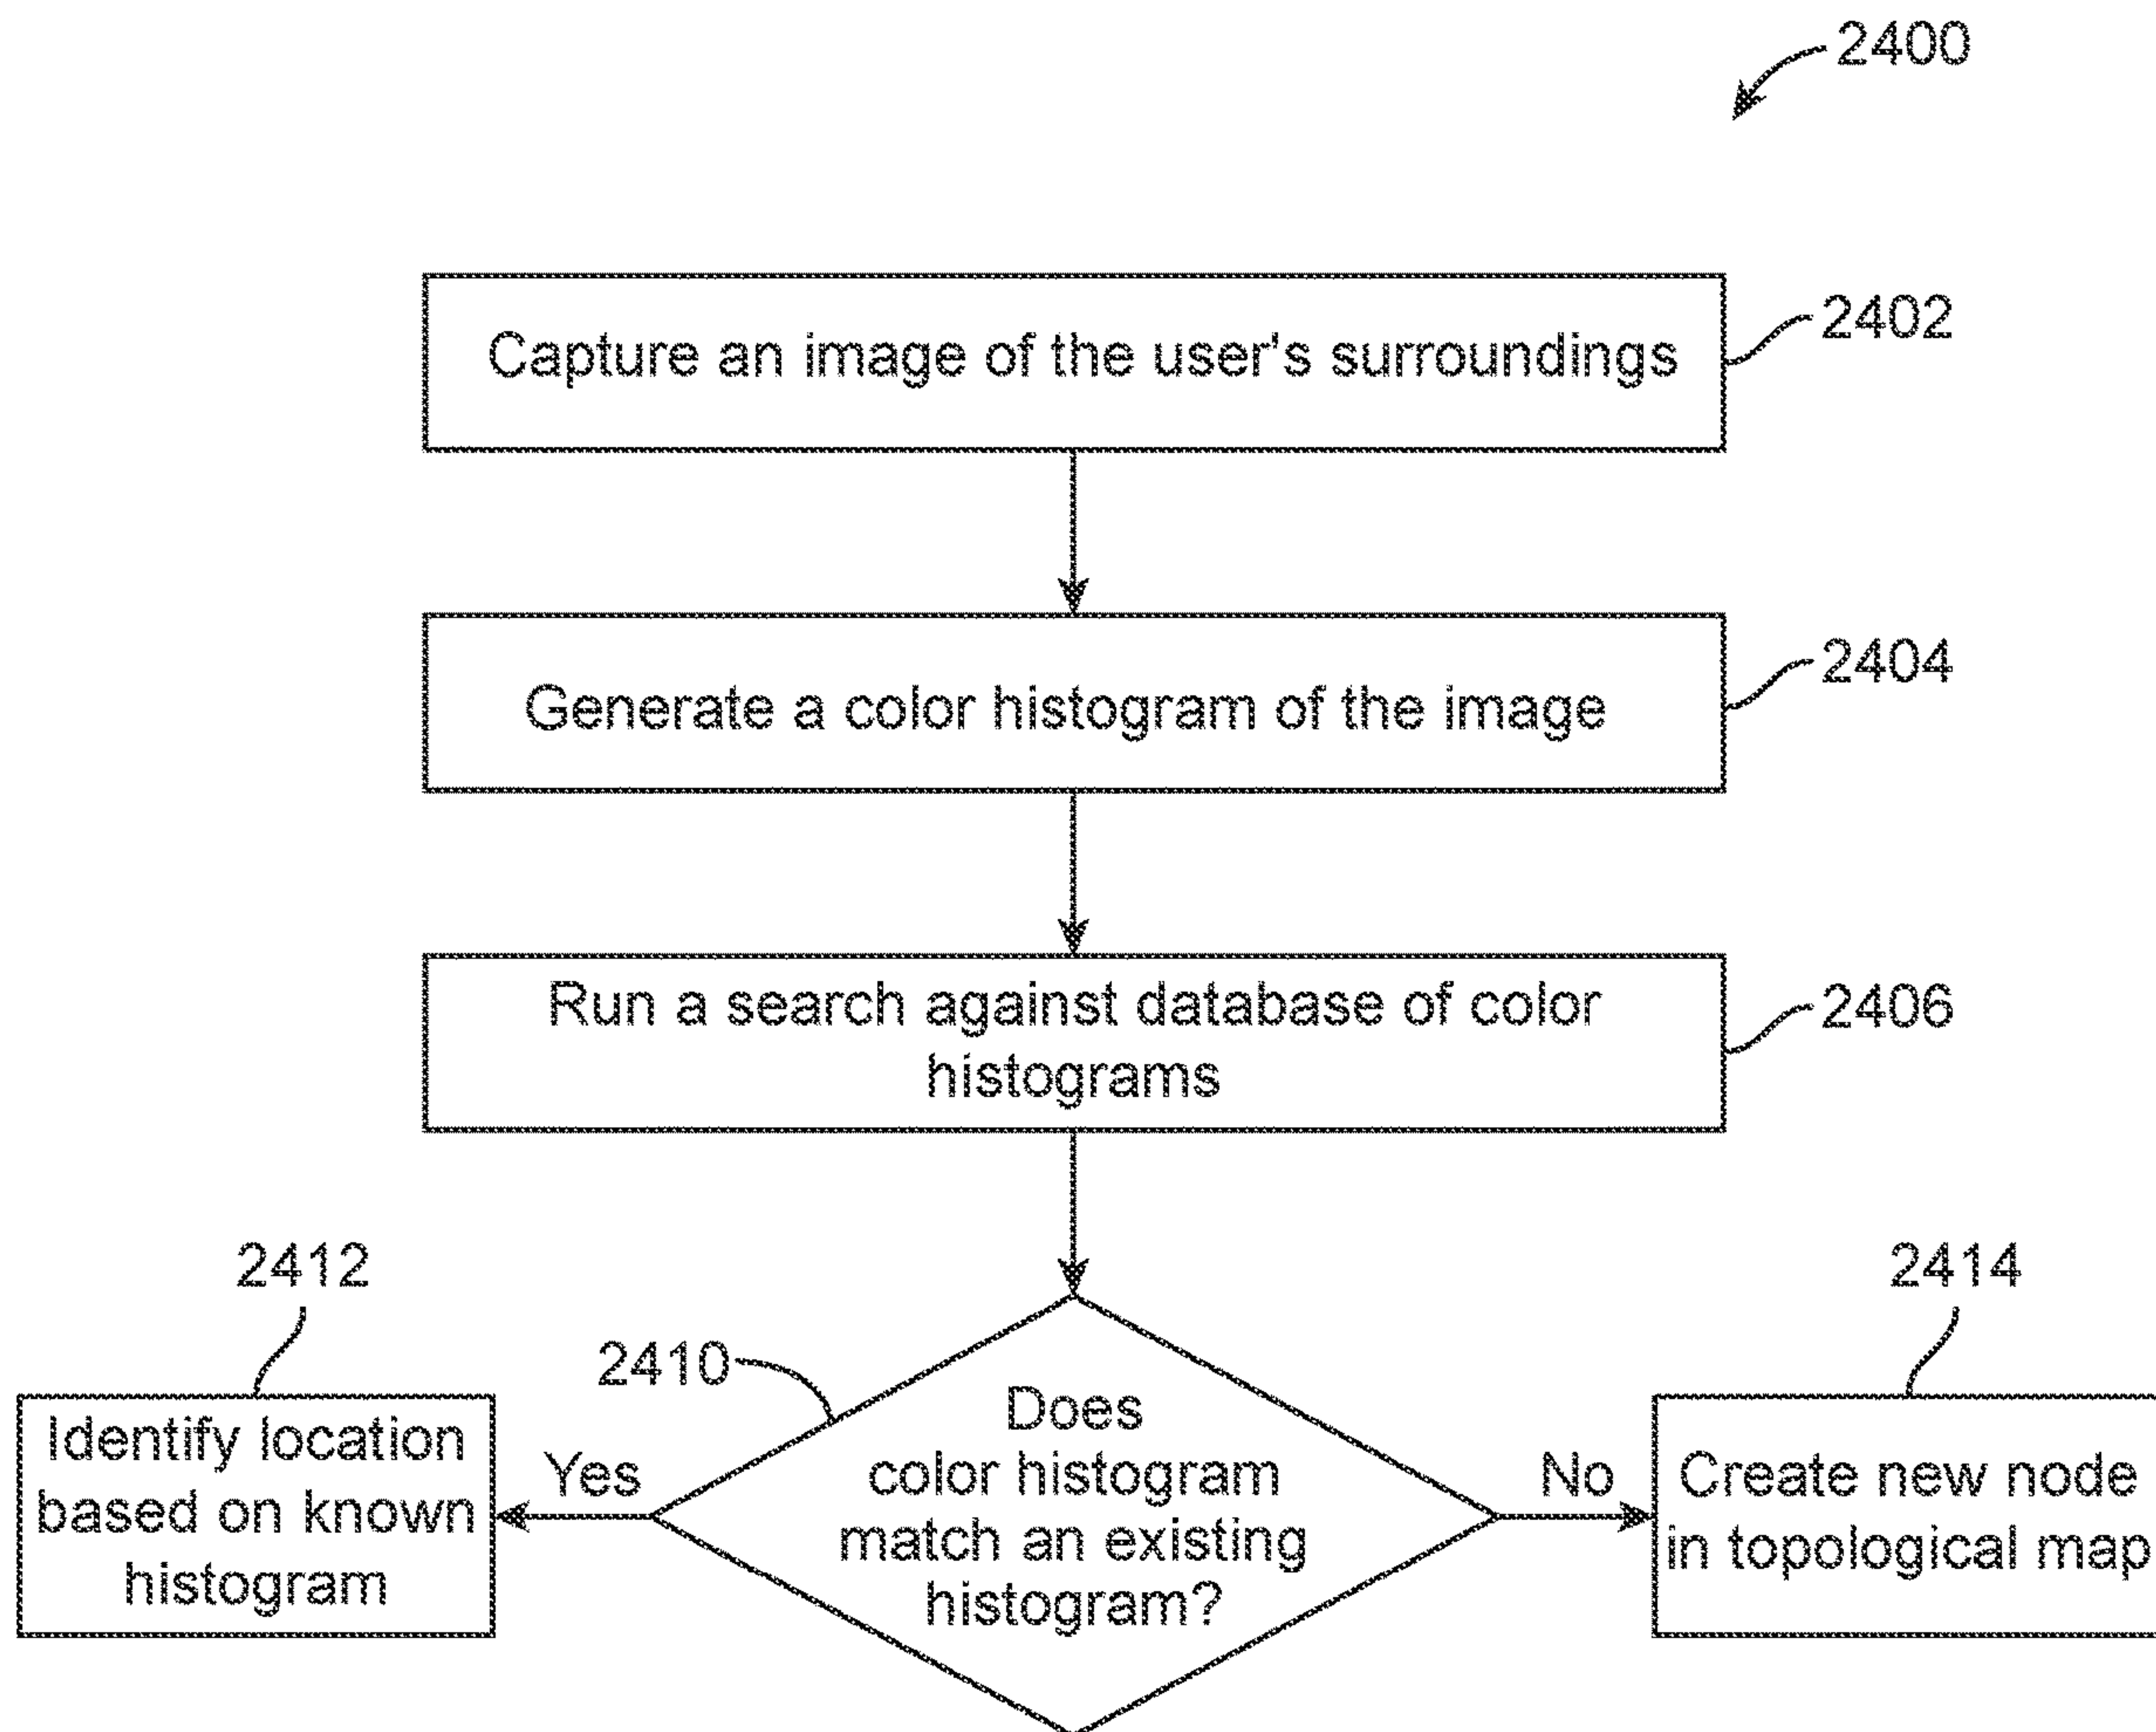 2400
Capture an image of the user's surroundings
2402
Generate a color histogram of the image
2404
Run a search against database of color
histograms
2406
2412
2414
2410
Identify location
based on known
histogram
Yes
Does
color histogram
match an existing
histogram?
No
Create new node
in topological map